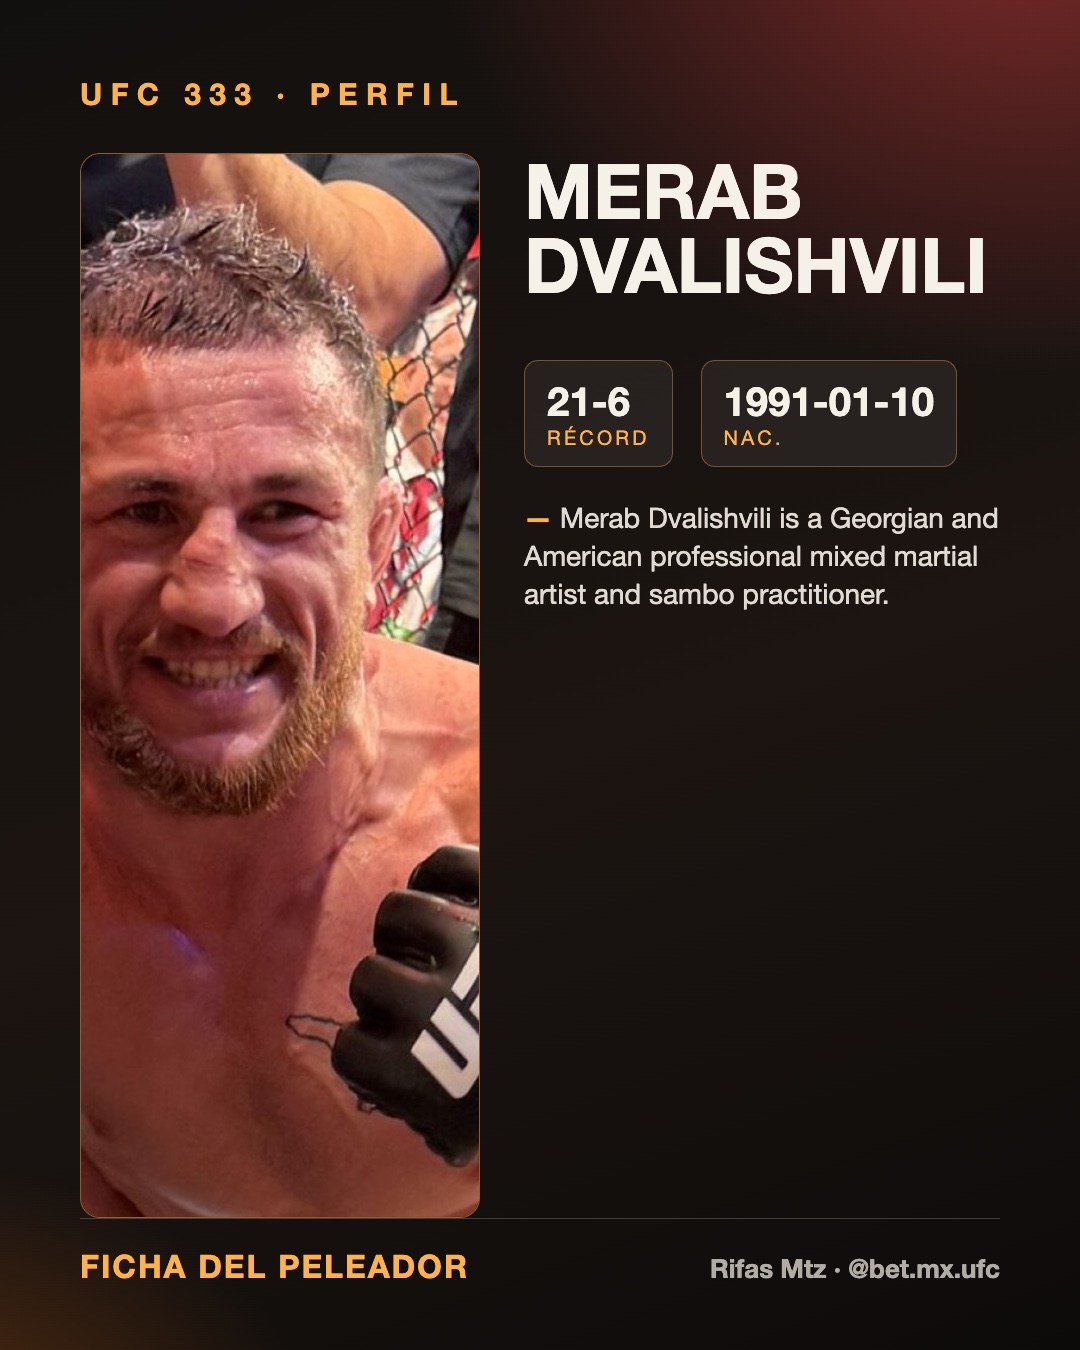 UFC 333 · PERFIL
MERAB
DVALISHVILI
21-6
RÉCORD
1991-01-10
NAC.
— Merab Dvalishvili is a Georgian and
American professional mixed martial
artist and sambo practitioner.
FICHA DEL PELEADOR
Rifas Mtz · @bet.mx.ufc